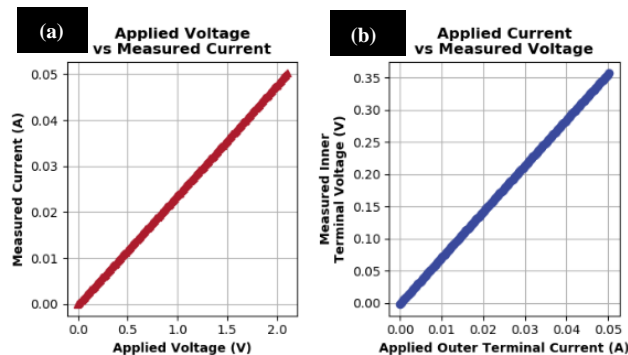 (a)
Applied Voltage
vs Measured Current
Measured Current (A)
0.05
0.04
0.03
0.02
0.01
0.00
0.0 0.5 1.0 1.5 2.0
Applied Voltage (V)
(b)
Applied Current
vs Measured Voltage
Measured Inner
Terminal Voltage (V)
0.35
0.30
0.25
0.20
0.15
0.10
0.05
0.00
0.00 0.01 0.02 0.03 0.04 0.05
Applied Outer Terminal Current (A)